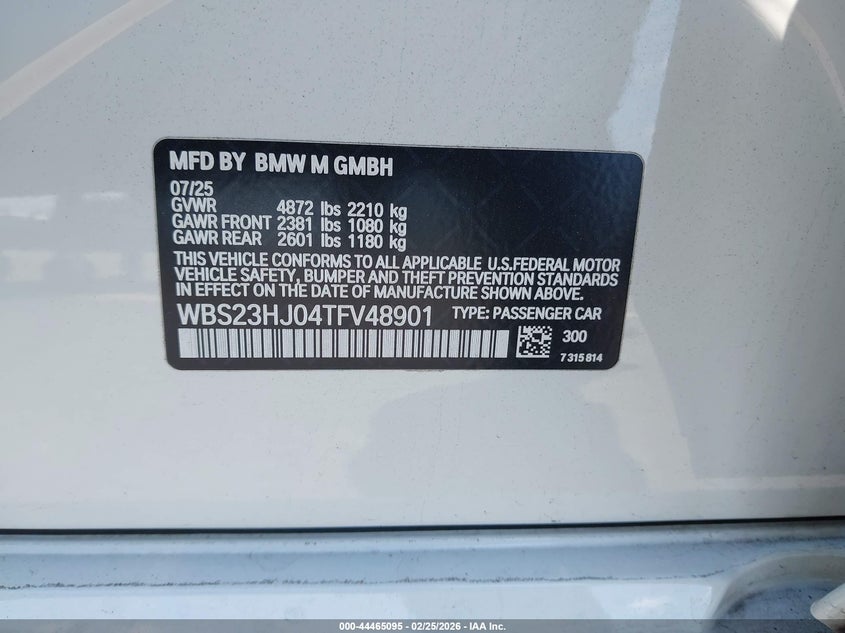 MFD BY BMW M GMBH
07/25
GVWR 4872 lbs 2210 kg
GAWR FRONT 2381 lbs 1080 kg
GAWR REAR 2601 lbs 1180 kg
THIS VEHICLE CONFORMS TO ALL APPLICABLE U.S.FEDERAL MOTOR
VEHICLE SAFETY, BUMPER AND THEFT PREVENTION STANDARDS
IN EFFECT ON THE DATE OF MANUFACTURE SHOWN ABOVE.
WBS23HJ04TFV48901 TYPE: PASSENGER CAR
300
7 315 814
000-44465095 - 02/25/2026 - IAA Inc.